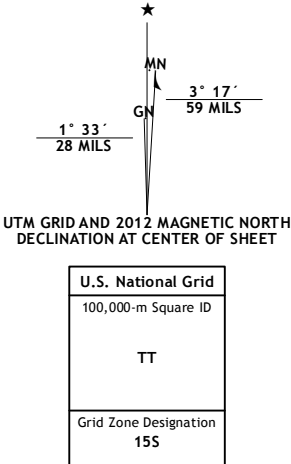 ★
MN
GN
3° 17´
59 MILS
1° 33´
28 MILS
UTM GRID AND 2012 MAGNETIC NORTH
DECLINATION AT CENTER OF SHEET
U.S. National Grid
100,000-m Square ID
TT
Grid Zone Designation
15S